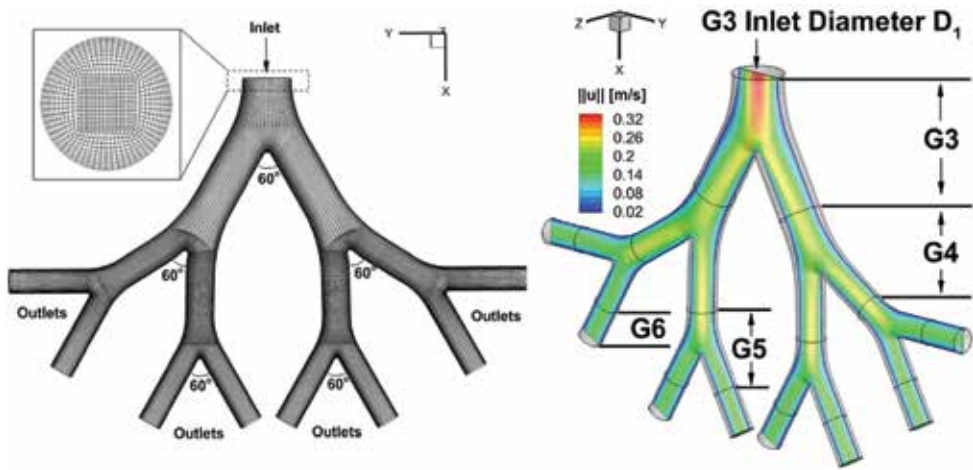 Inlet
Y
Z
X
60°
60°
60°
60°
60°
Outlets
Outlets
Outlets
Outlets
Z
Y
X
G3 Inlet Diameter D₁
||u|| [m/s]
0.32
0.26
0.2
0.14
0.08
0.02
G3
G4
G6
G5